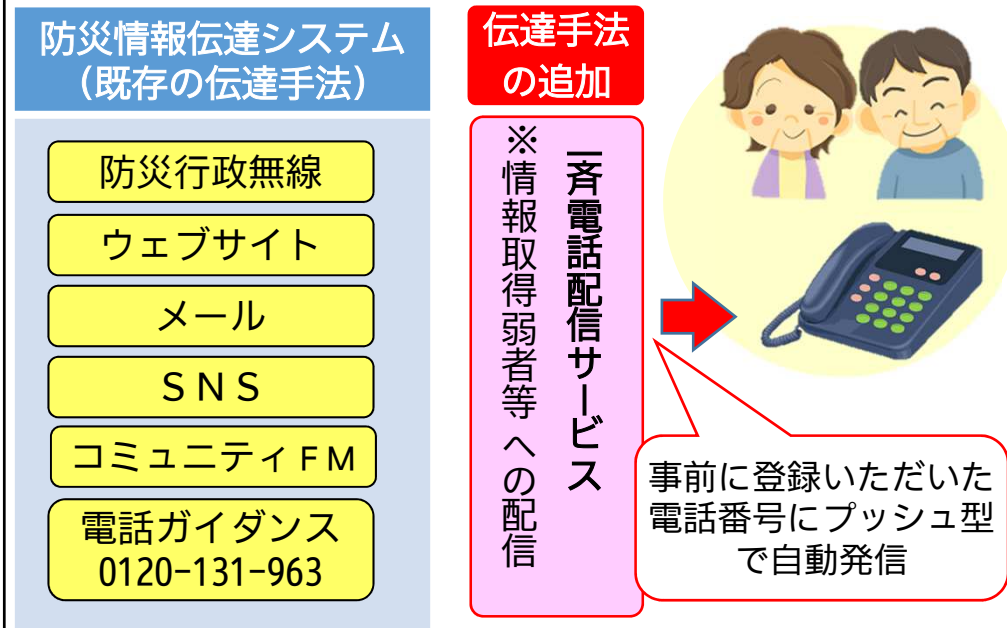 防災情報伝達システム
（既存の伝達手法）
防災行政無線
ウェブサイト
メール
ＳＮＳ
コミュニティＦＭ
電話ガイダンス
0120-131-963
伝達手法
の追加
一斉電話配信サービス
※情報取得弱者等への配信
事前に登録いただいた
電話番号にプッシュ型
で自動発信